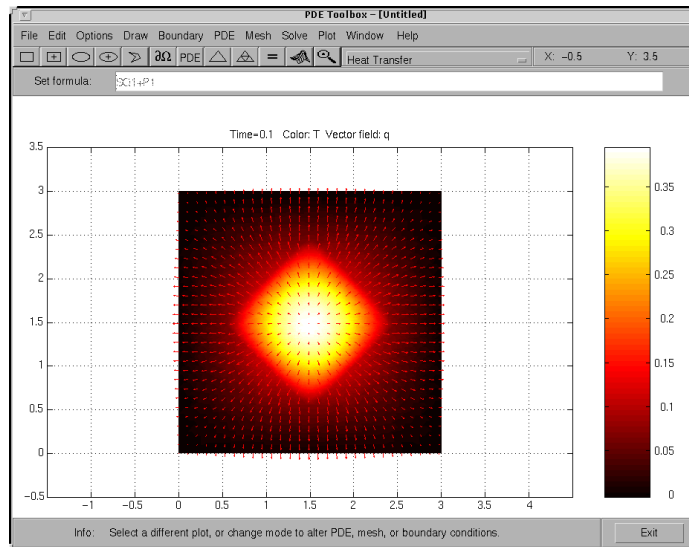 PDE Toolbox – [Untitled]
File Edit Options Draw Boundary PDE Mesh Solve Plot Window Help
∂Ω PDE = Heat Transfer X: −0.5 Y: 3.5
Set formula: SQ1+P1
Time=0.1 Color: T Vector field: q
3.5
3
2.5
2
1.5
1
0.5
0
−0.5
−1 −0.5 0 0.5 1 1.5 2 2.5 3 3.5 4
0.35
0.3
0.25
0.2
0.15
0.1
0.05
0
Info: Select a different plot, or change mode to alter PDE, mesh, or boundary conditions. Exit